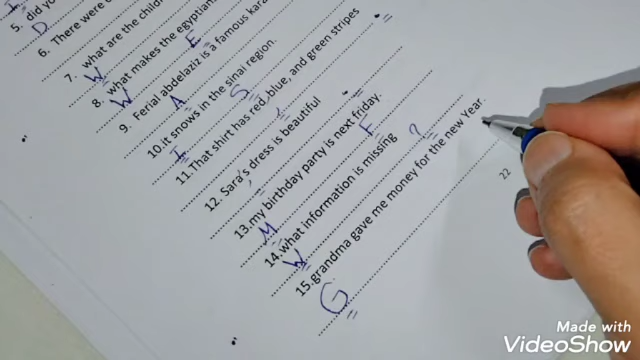 5. did yo
D
6. There were
7. what are the child
W
8. what makes the egyptian
W E
9. Ferial abdelaziz is a famous kara
A
10.it snows in the sinai region.
I S
11.That shirt has red, blue, and green stripes
12. Sara's dress is beautiful
13.my birthday party is next friday.
M F
14.what information is missing
W ?
15.grandma gave me money for the new Year.
G
22
Made with
VideoShow